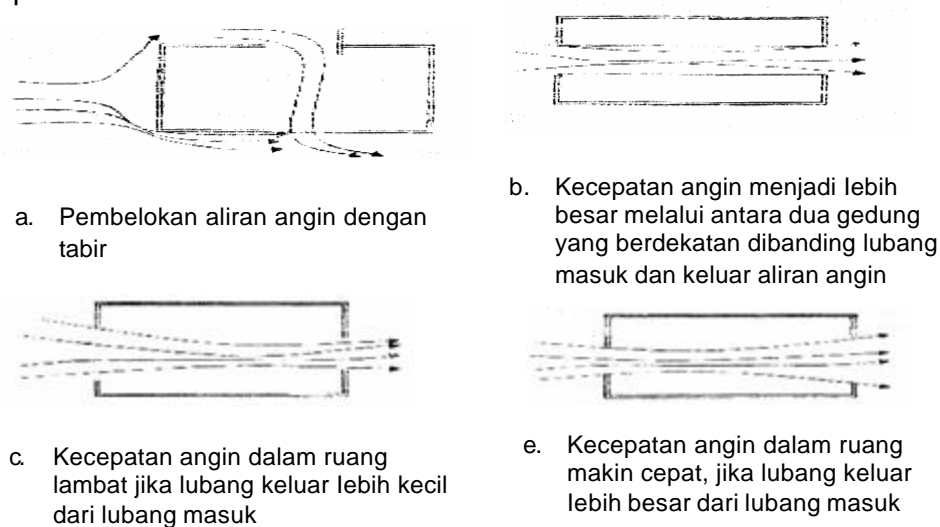 a. Pembelokan aliran angin dengan
tabir
b. Kecepatan angin menjadi lebih
besar melalui antara dua gedung
yang berdekatan dibanding lubang
masuk dan keluar aliran angin
c. Kecepatan angin dalam ruang
lambat jika lubang keluar lebih kecil
dari lubang masuk
e. Kecepatan angin dalam ruang
makin cepat, jika lubang keluar
lebih besar dari lubang masuk